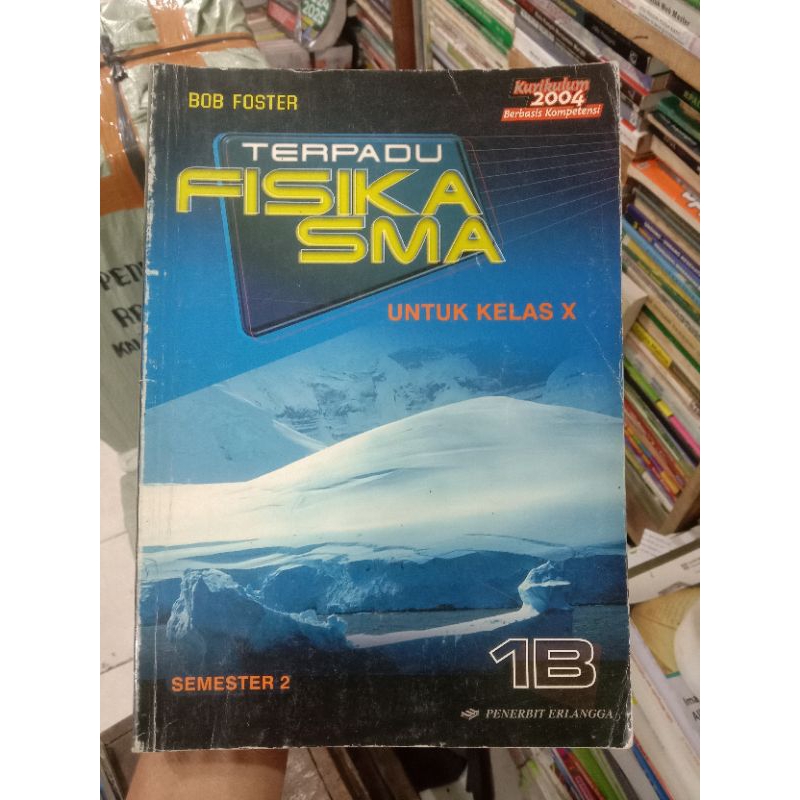 BOB FOSTER
Kurikulum
2004
Berbasis Kompetensi
TERPADU
FISIKA
SMA
UNTUK KELAS X
SEMESTER 2
1B
PENERBIT ERLANGGA